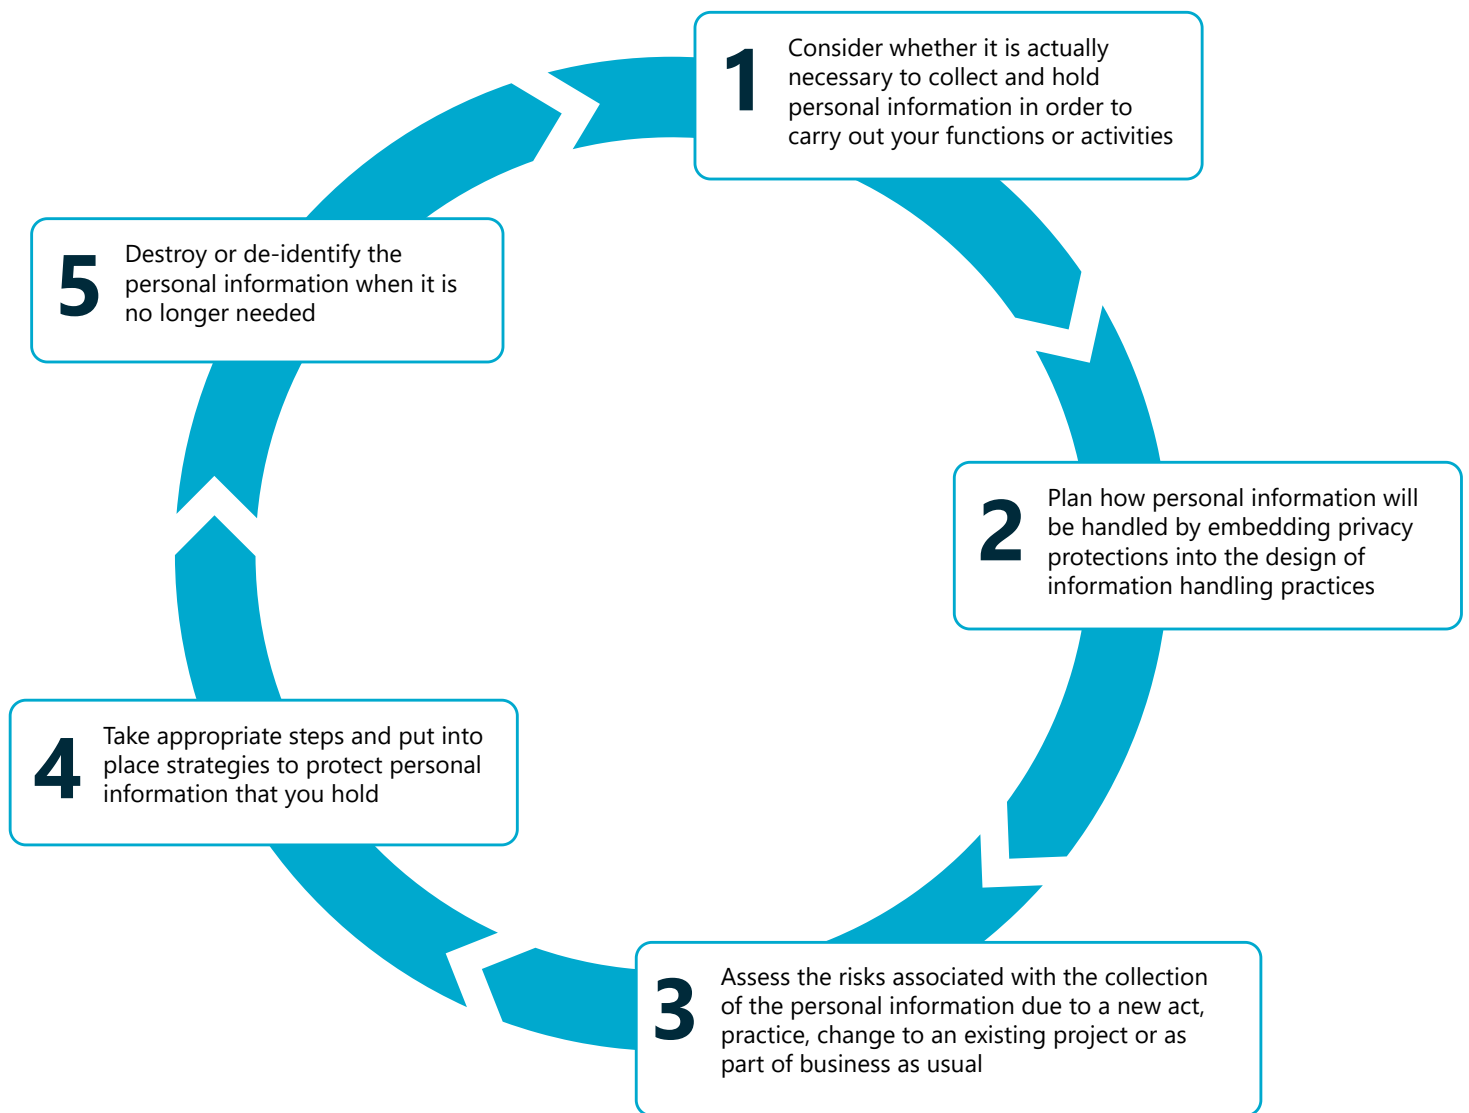 1
Consider whether it is actually
necessary to collect and hold
personal information in order to
carry out your functions or activities
2
Plan how personal information will
be handled by embedding privacy
protections into the design of
information handling practices
3
Assess the risks associated with the collection
of the personal information due to a new act,
practice, change to an existing project or as
part of business as usual
4
Take appropriate steps and put into
place strategies to protect personal
information that you hold
5
Destroy or de-identify the
personal information when it is
no longer needed